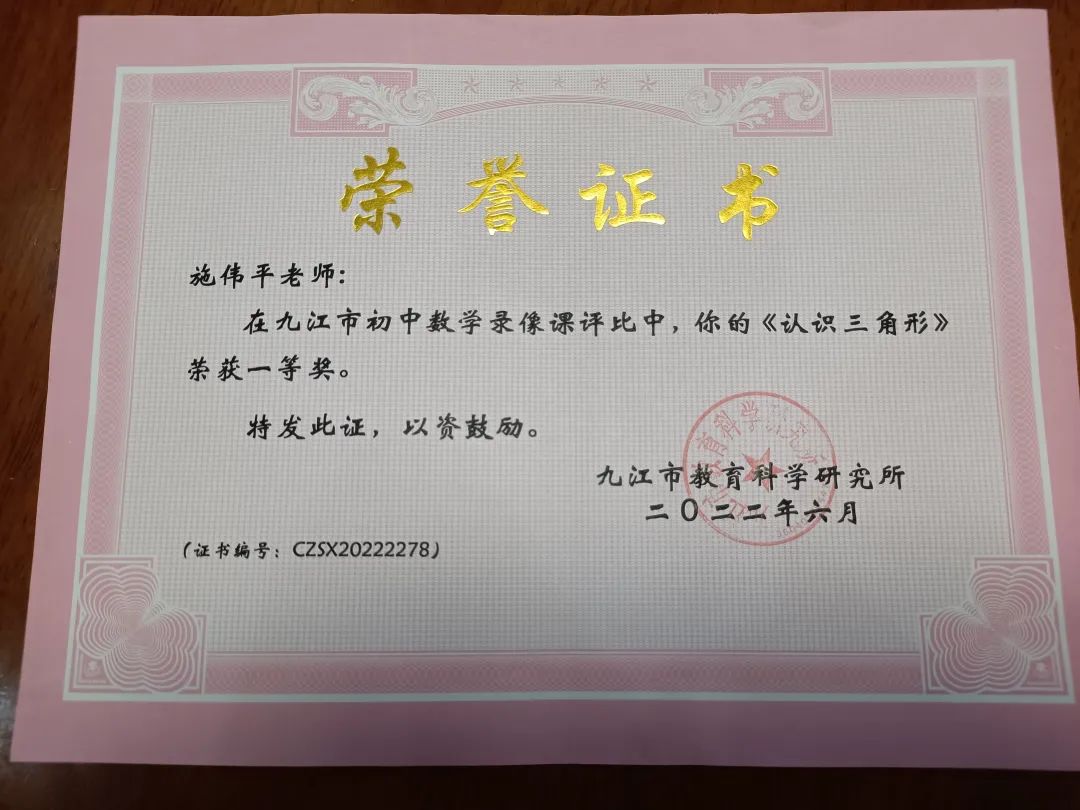 荣誉证书
施伟平老师：
在九江市初中数学录像课评比中，你的《认识三角形》
荣获一等奖。
特发此证，以资鼓励。
九江市教育科学研究所
二〇二二年六月
（证书编号：CZSX20222278）